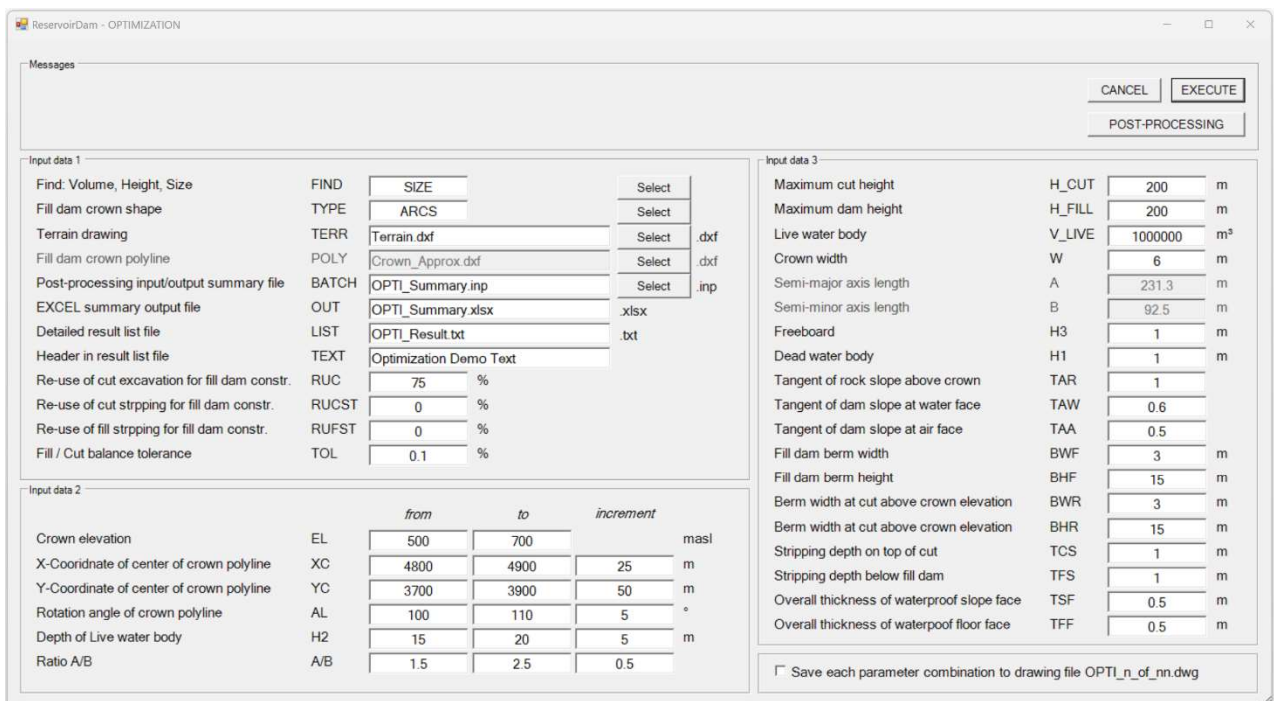 ReservoirDam - OPTIMIZATION
Messages
CANCEL EXECUTE
POST-PROCESSING
Input data 1
Find: Volume, Height, Size FIND SIZE Select
Fill dam crown shape TYPE ARCS Select
Terrain drawing TERR Terrain.dxf Select .dxf
Fill dam crown polyline POLY Crown_Approx.dxf Select .dxf
Post-processing input/output summary file BATCH OPTI_Summary.inp Select .inp
EXCEL summary output file OUT OPTI_Summary.xlsx .xlsx
Detailed result list file LIST OPTI_Result.txt .txt
Header in result list file TEXT Optimization Demo Text
Re-use of cut excavation for fill dam constr. RUC 75 %
Re-use of cut strpping for fill dam constr. RUCST 0 %
Re-use of fill strpping for fill dam constr. RUFST 0 %
Fill / Cut balance tolerance TOL 0.1 %
Input data 2
from to increment
Crown elevation EL 500 700 masl
X-Cooridnate of center of crown polyline XC 4800 4900 25 m
Y-Coordinate of center of crown polyline YC 3700 3900 50 m
Rotation angle of crown polyline AL 100 110 5 °
Depth of Live water body H2 15 20 5 m
Ratio A/B A/B 1.5 2.5 0.5
Input data 3
Maximum cut height H_CUT 200 m
Maximum dam height H_FILL 200 m
Live water body V_LIVE 1000000 m³
Crown width W 6 m
Semi-major axis length A 231.3 m
Semi-minor axis length B 92.5 m
Freeboard H3 1 m
Dead water body H1 1 m
Tangent of rock slope above crown TAR 1
Tangent of dam slope at water face TAW 0.6
Tangent of dam slope at air face TAA 0.5
Fill dam berm width BWF 3 m
Fill dam berm height BHF 15 m
Berm width at cut above crown elevation BWR 3 m
Berm width at cut above crown elevation BHR 15 m
Stripping depth on top of cut TCS 1 m
Stripping depth below fill dam TFS 1 m
Overall thickness of waterproof slope face TSF 0.5 m
Overall thickness of waterpoof floor face TFF 0.5 m
Save each parameter combination to drawing file OPTI_n_of_nn.dwg